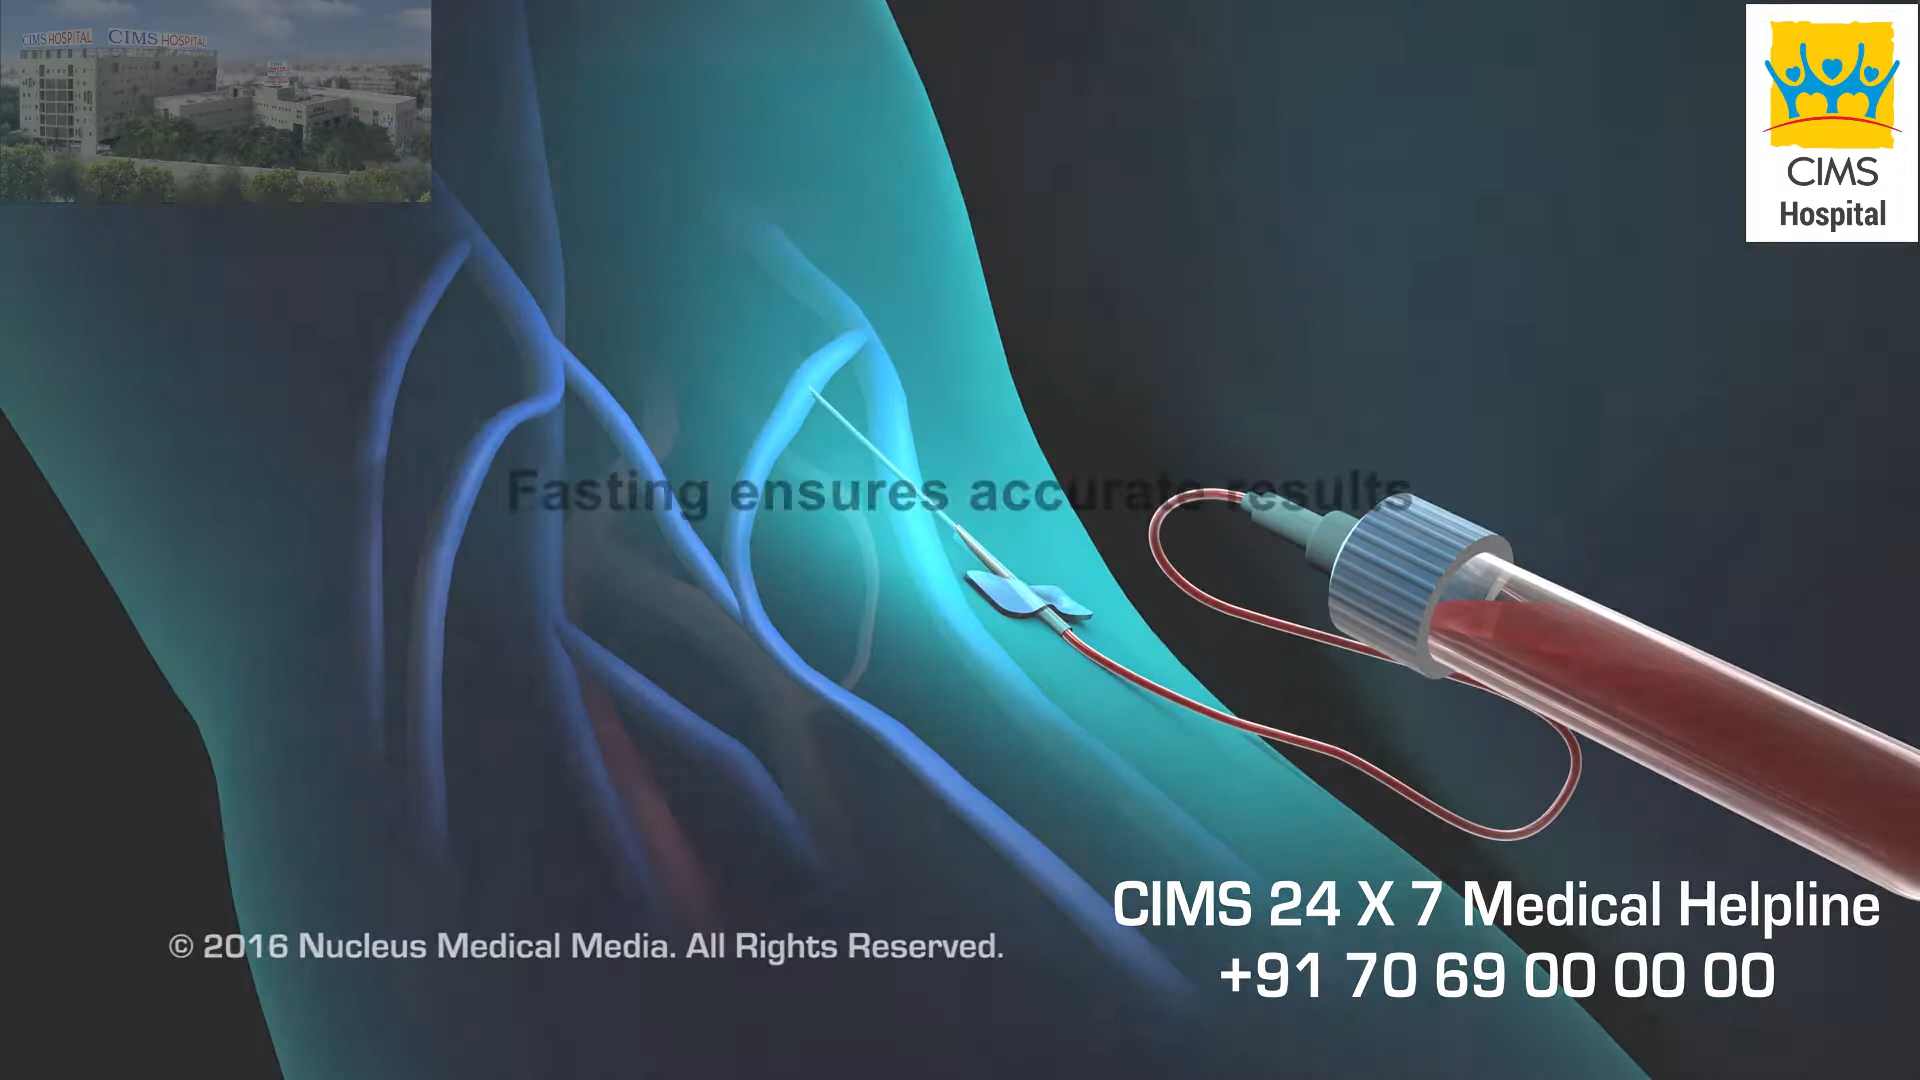 CIMS HOSPITAL CIMS HOSPITAL
CIMS
Hospital
Fasting ensures accurate results
CIMS 24 X 7 Medical Helpline
+91 70 69 00 00 00
© 2016 Nucleus Medical Media. All Rights Reserved.